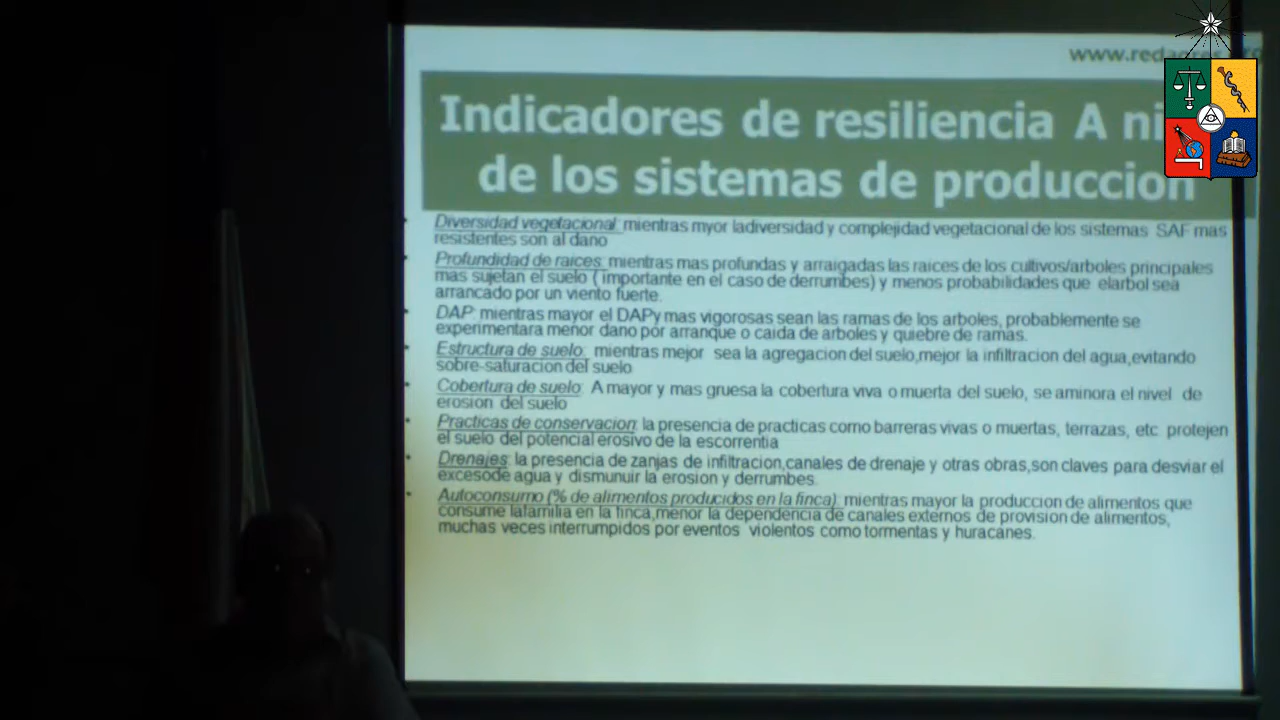 Indicadores de resiliencia A
de los sistemas de produccion
Diversidad vegetacional: mientras myor ladiversidad y complejidad vegetacional de los sistemas SAF mas
resistentes son al dano
Profundidad de raices: mientras mas profundas y arraigadas las raices de los cultivos/arboles principales
mas sujetan el suelo ( importante en el caso de derrumbes) y menos probabilidades que elarbol sea
arrancado por un viento fuerte.
DAP: mientras mayor el DAPy mas vigorosas sean las ramas de los arboles, probablemente se
experimentara menor dano por arranque o caida de arboles y quiebre de ramas.
Estructura de suelo: mientras mejor sea la agregacion del suelo,mejor la infiltracion del agua,evitando
sobre-saturacion del suelo
Cobertura de suelo: A mayor y mas gruesa la cobertura viva o muerta del suelo, se aminora el nivel de
erosion del suelo
Practicas de conservacion: la presencia de practicas como barreras vivas o muertas, terrazas, etc protejen
el suelo del potencial erosivo de la escorrentia
Drenajes: la presencia de zanjas de infiltracion,canales de drenaje y otras obras,son claves para desviar el
excesode agua y dismunuir la erosion y derrumbes.
Autoconsumo (% de alimentos producidos en la finca): mientras mayor la produccion de alimentos que
consume lafamilia en la finca,menor la dependencia de canales externos de provision de alimentos,
muchas veces interrumpidos por eventos violentos como tormentas y huracanes.